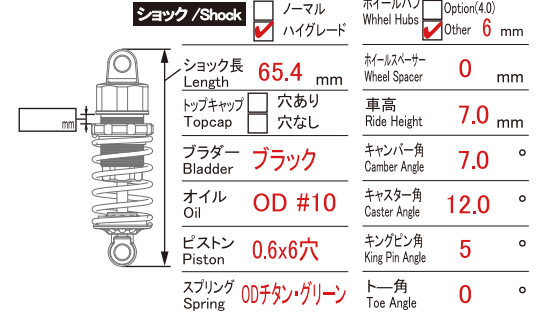 ショック /Shock
ノーマル
ハイグレード
ショック長 65.4 mm
Length
トップキャップ 穴あり
Topcap 穴なし
mm
ブラダー ブラック
Bladder
オイル OD #10
Oil
ピストン 0.6x6穴
Piston
スプリング ODチタン・グリーン
Spring
ホイールハブ Option(4.0)
Whhel Hubs Other 6 mm
ホイールスペーサー 0 mm
Wheel Spacer
車高 7.0 mm
Ride Height
キャンバー角 7.0 °
Camber Angle
キャスター角 12.0 °
Caster Angle
キングピン角 5 °
King Pin Angle
トー角 0 °
Toe Angle